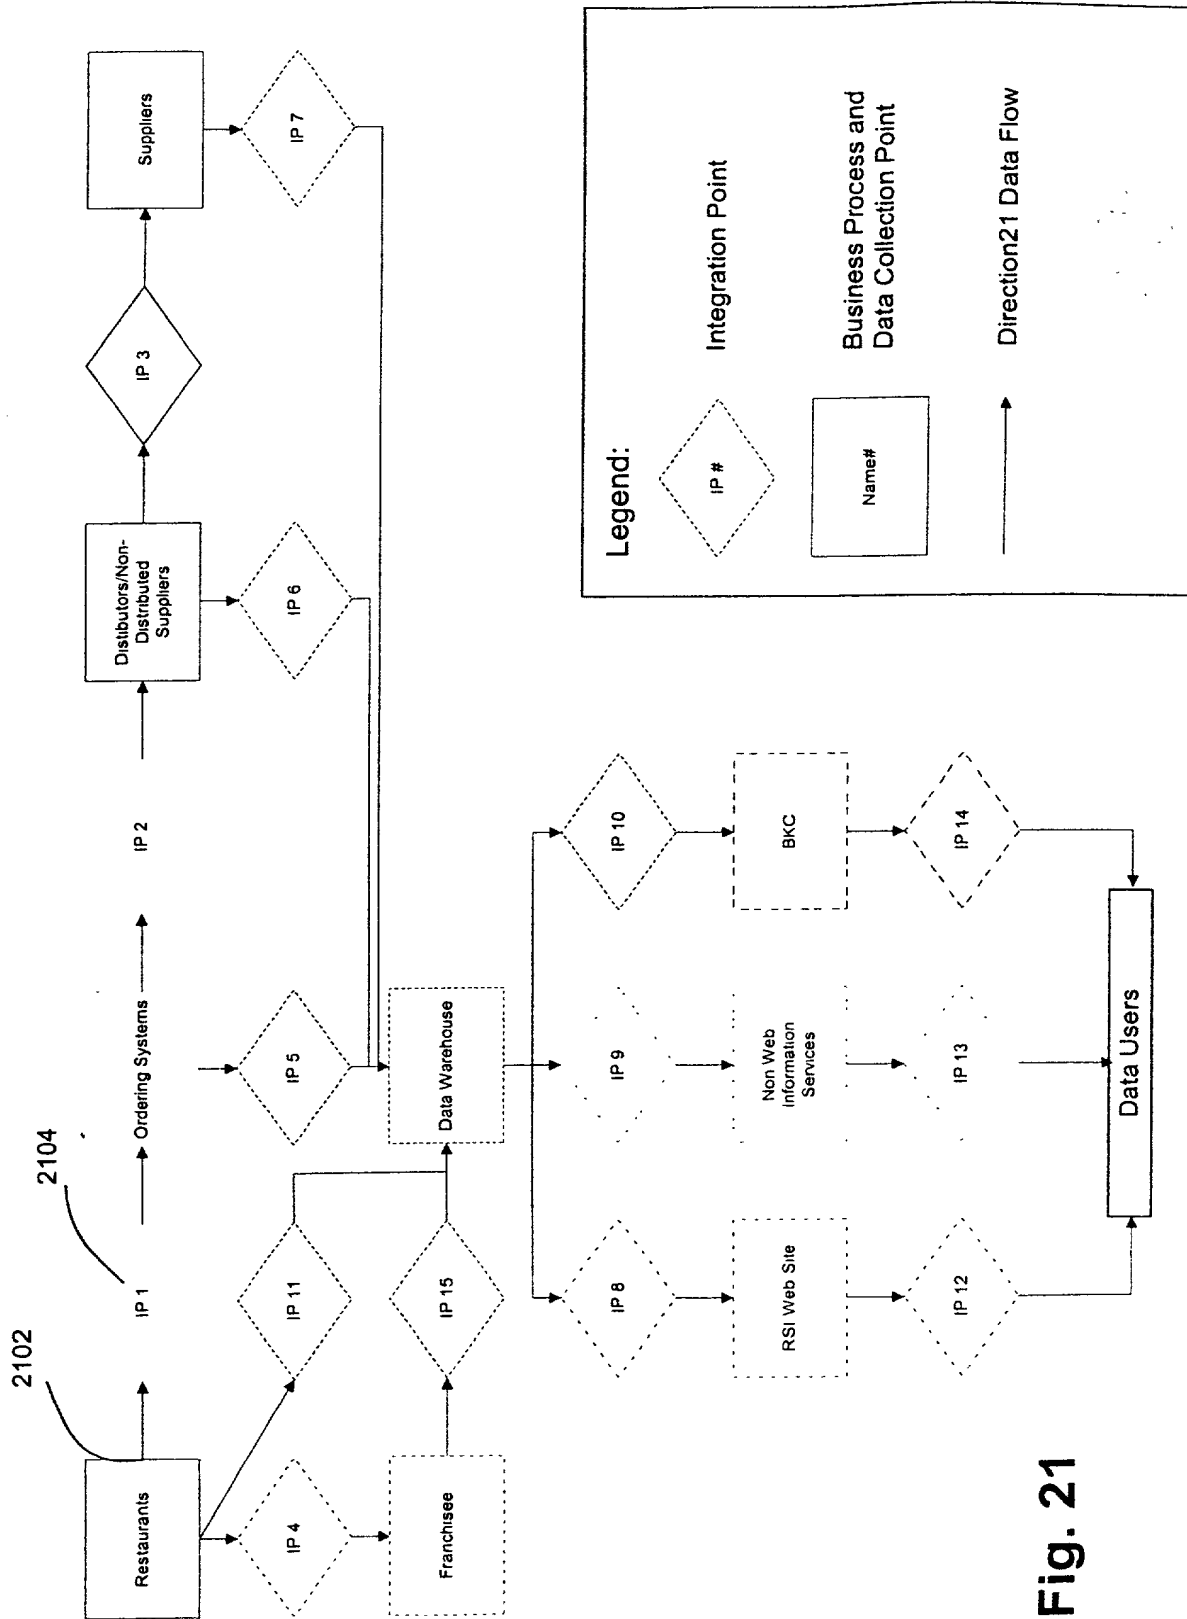 2102
2104
Restaurants
IP 1
Ordering Systems
IP 2
Distibutors/Non-
Distributed
Suppliers
IP 3
Suppliers
IP 4
IP 11
IP 5
IP 6
IP 7
Franchisee
IP 15
Data Warehouse
IP 8
IP 9
IP 10
RSI Web Site
Non Web
Information
Services
BKC
IP 12
IP 13
IP 14
Data Users
Legend:
IP #
Integration Point
Name#
Business Process and
Data Collection Point
Direction21 Data Flow
Fig. 21